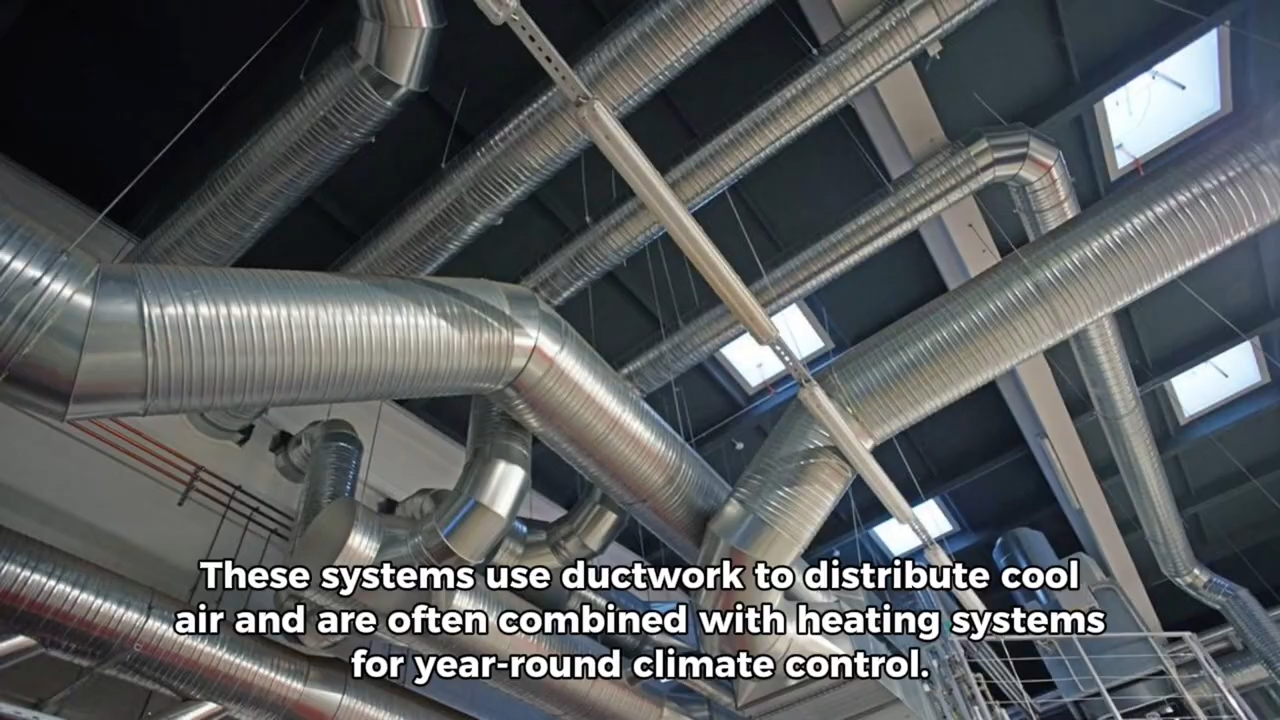 These systems use ductwork to distribute cool
air and are often combined with heating systems
for year-round climate control.